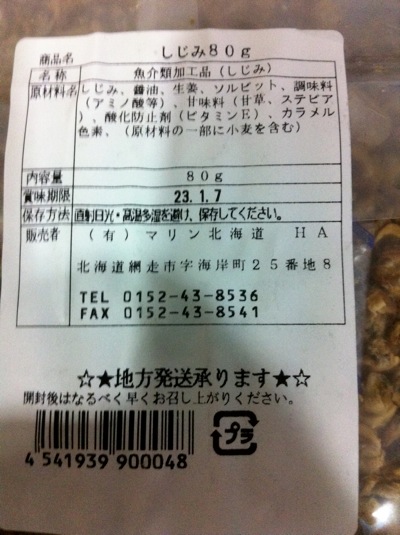 商品名 しじみ80g
名称 魚介類加工品(しじみ)
原材料名 しじみ、醤油、生姜、ソルビット、調味料
(アミノ酸等)、甘味料(甘草、ステビア
)、酸化防止剤(ビタミンE)、カラメル
色素、(原材料の一部に小麦を含む)
内容量 80g
賞味期限 23.1.7
保存方法 直射日光・高温多湿を避け、保存してください。
販売者 (有)マリン北海道 HA
北海道網走市字海岸町25番地8
TEL 0152-43-8536
FAX 0152-43-8541
☆★地方発送承ります★☆
開封後はなるべく早くお召し上がりください。
プラ
4 541939 900048